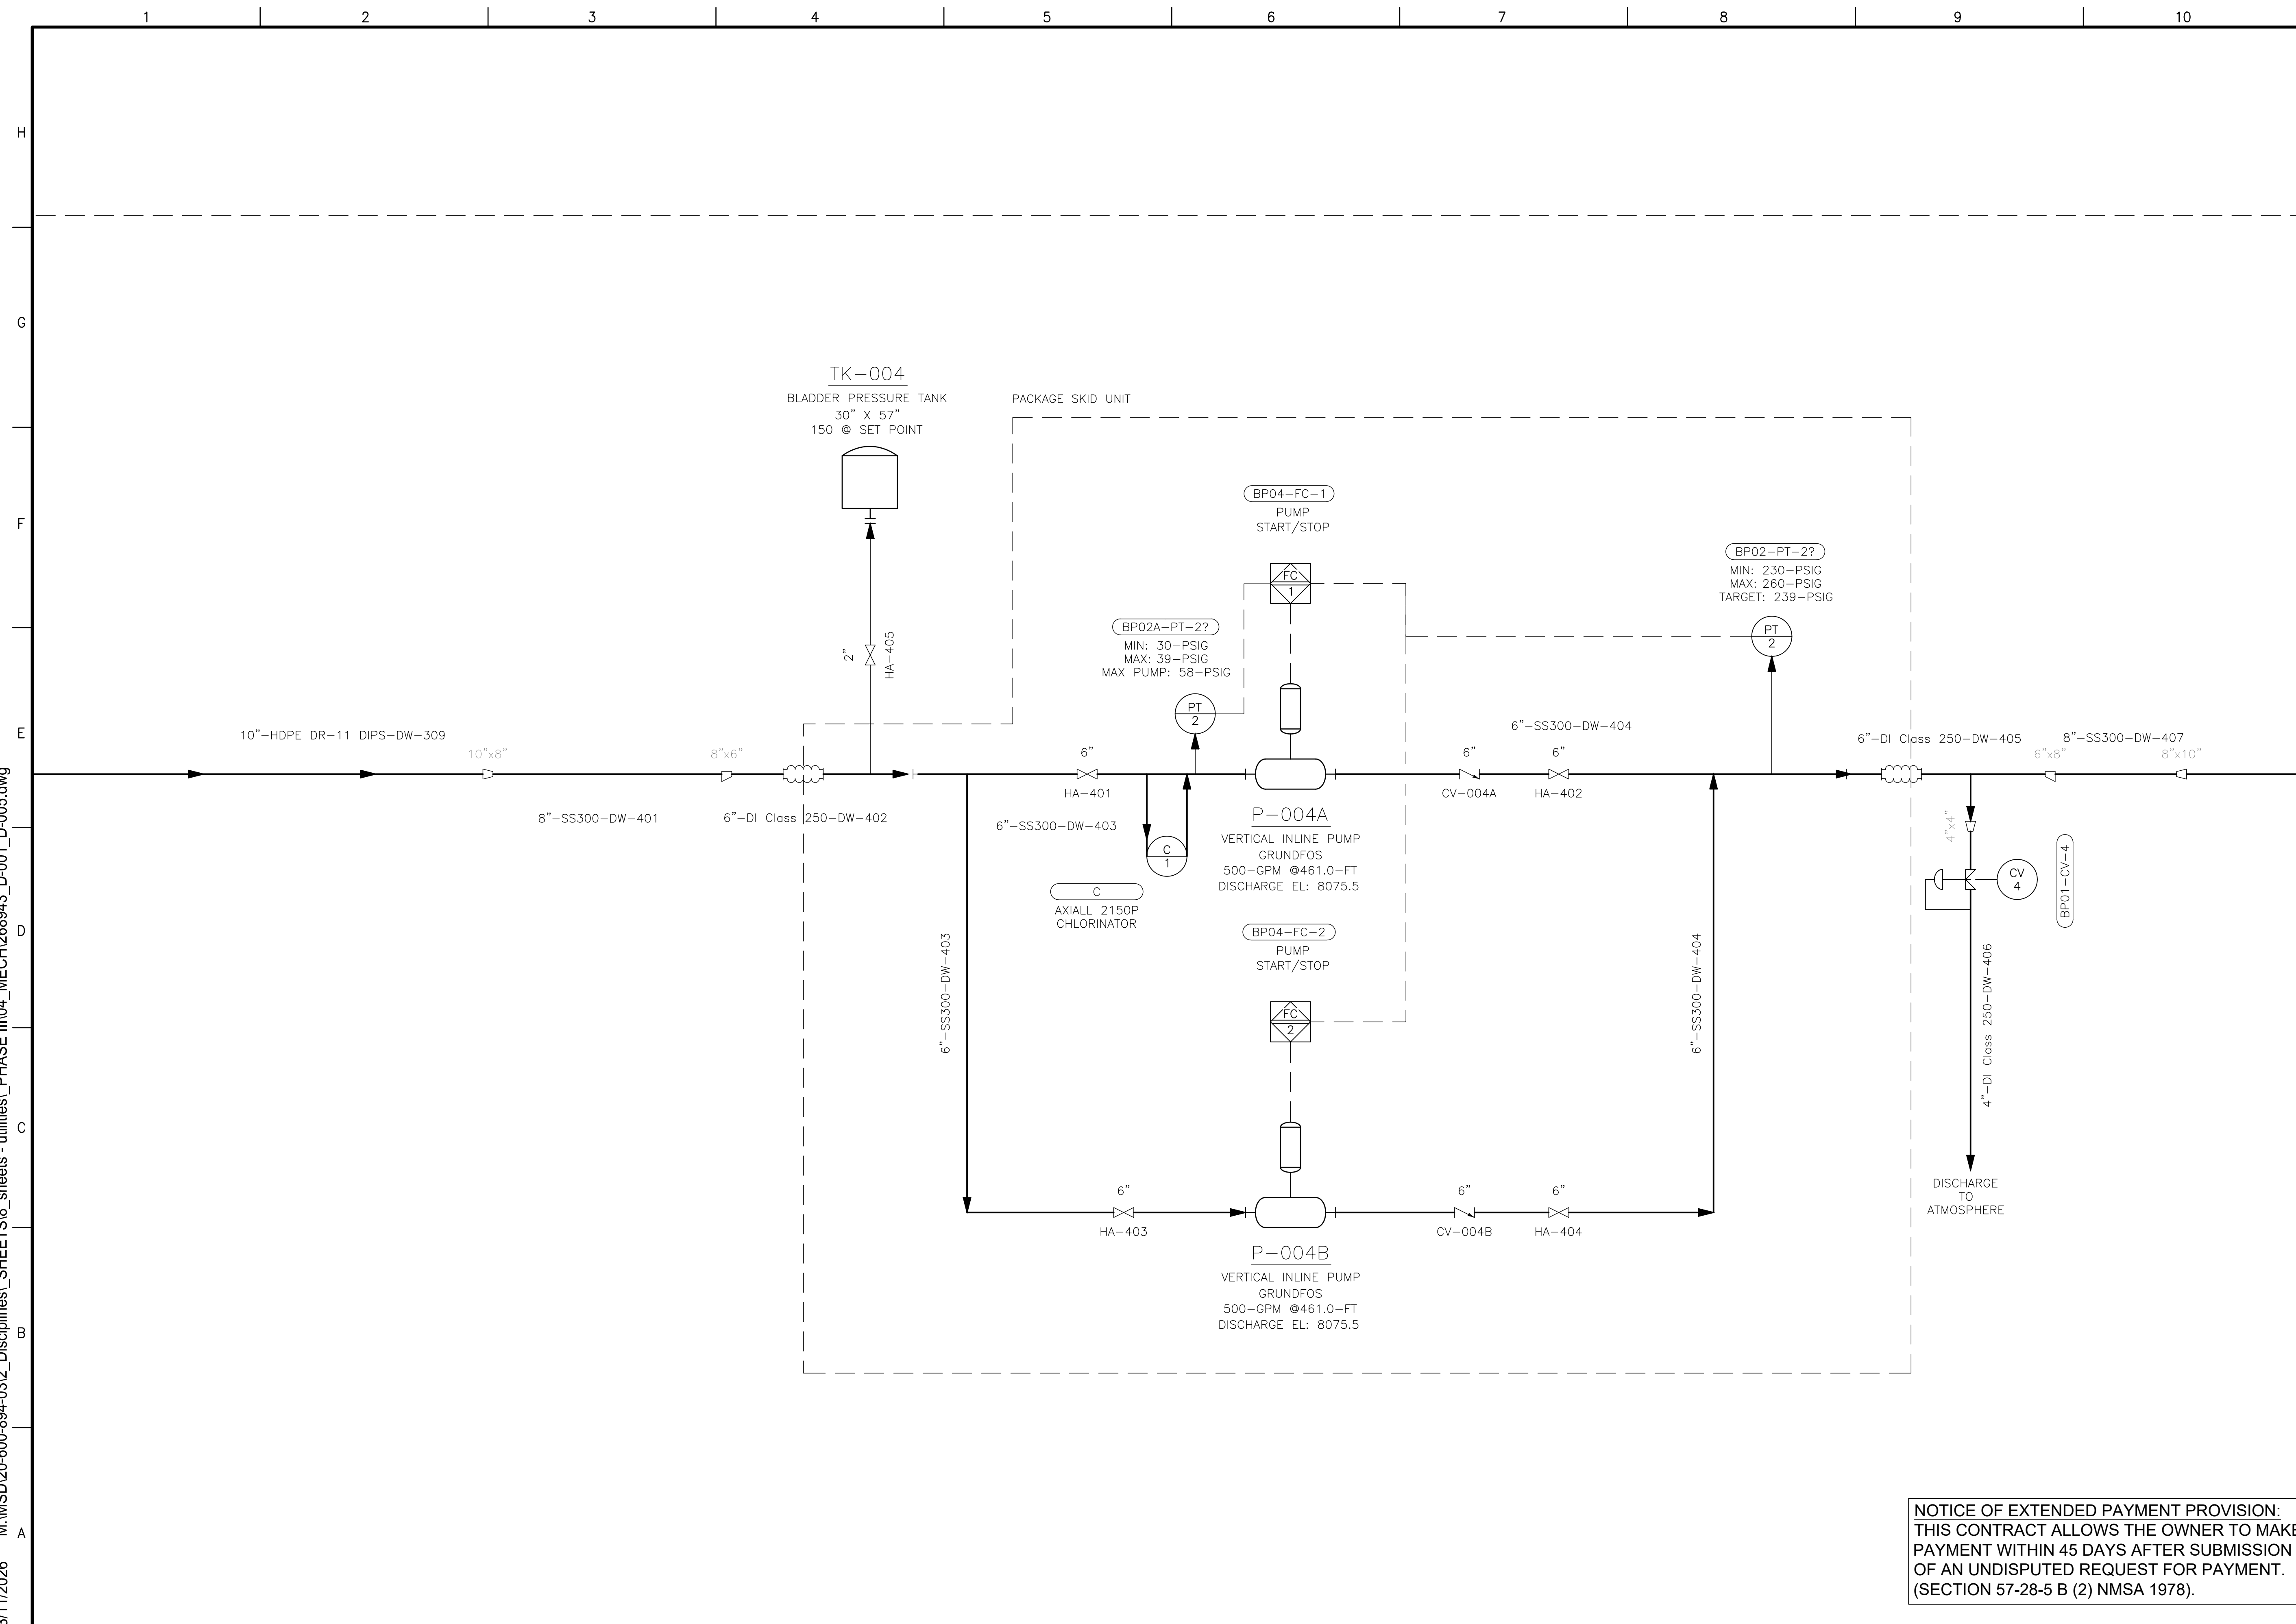 1 2 3 4 5 6 7 8 9 10
H
G
F
E
D
C
B
A
TK-004
BLADDER PRESSURE TANK
30" X 57"
150 @ SET POINT
PACKAGE SKID UNIT
BP04-FC-1
PUMP
START/STOP
FC
1
BP02-PT-2?
MIN: 230-PSIG
MAX: 260-PSIG
TARGET: 239-PSIG
PT
2
BP02A-PT-2?
MIN: 30-PSIG
MAX: 39-PSIG
MAX PUMP: 58-PSIG
PT
2
2"
HA-405
10"-HDPE DR-11 DIPS-DW-309
10"x8"
8"x6"
8"-SS300-DW-401
6"-DI Class 250-DW-402
6"
HA-401
6"-SS300-DW-403
C
1
C
AXIALL 2150P
CHLORINATOR
P-004A
VERTICAL INLINE PUMP
GRUNDFOS
500-GPM @461.0-FT
DISCHARGE EL: 8075.5
6"-SS300-DW-404
6"
CV-004A
6"
HA-402
6"-DI Class 250-DW-405
6"x8"
8"-SS300-DW-407
8"x10"
4"x4"
CV
4
BP01-CV-4
4"-DI Class 250-DW-406
DISCHARGE
TO
ATMOSPHERE
BP04-FC-2
PUMP
START/STOP
FC
2
6"-SS300-DW-403
6"-SS300-DW-404
6"
HA-403
P-004B
VERTICAL INLINE PUMP
GRUNDFOS
500-GPM @461.0-FT
DISCHARGE EL: 8075.5
6"
CV-004B
6"
HA-404
NOTICE OF EXTENDED PAYMENT PROVISION:
THIS CONTRACT ALLOWS THE OWNER TO MAKE
PAYMENT WITHIN 45 DAYS AFTER SUBMISSION
OF AN UNDISPUTED REQUEST FOR PAYMENT.
(SECTION 57-28-5 B (2) NMSA 1978).